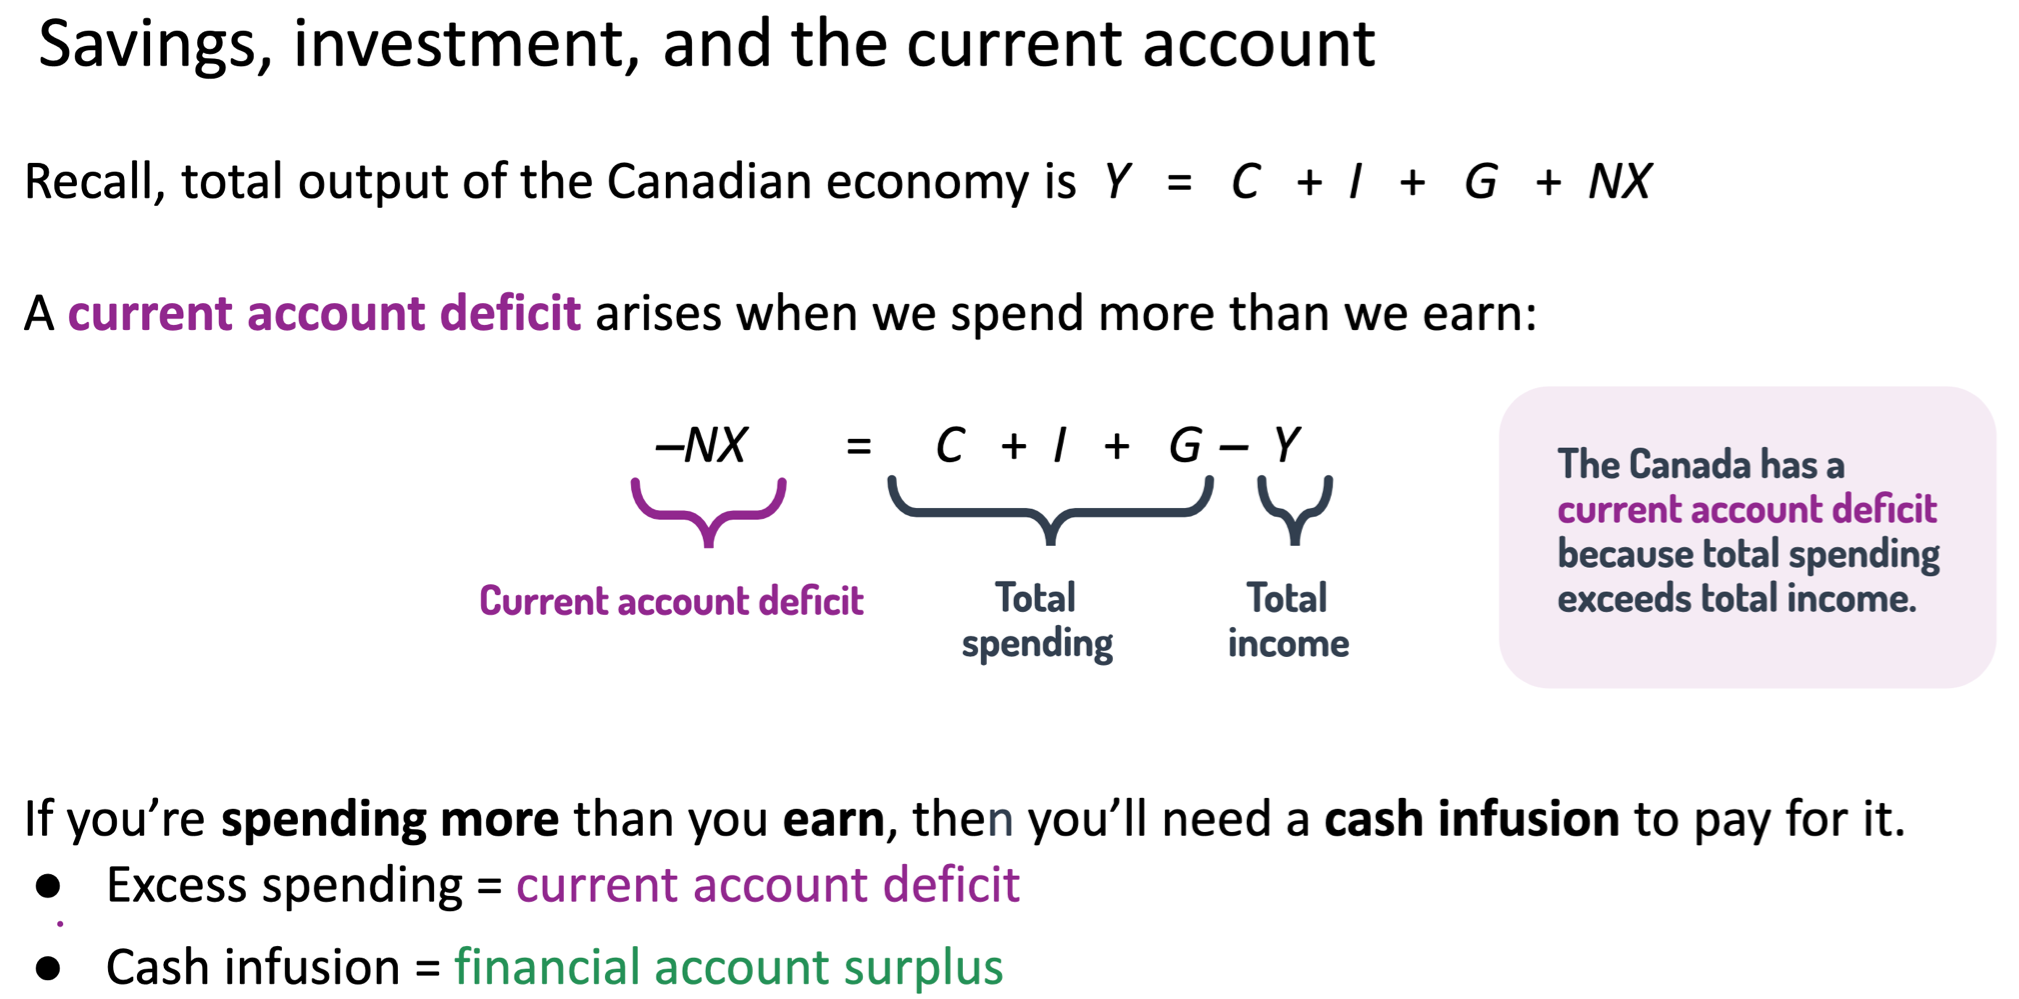 Savings, investment, and the current account
Recall, total output of the Canadian economy is Y = C + I + G + NX
A current account deficit arises when we spend more than we earn:
–NX = C + I + G – Y
Current account deficit
Total
spending
Total
income
The Canada has a
current account deficit
because total spending
exceeds total income.
If you’re spending more than you earn, then you’ll need a cash infusion to pay for it.
● Excess spending = current account deficit
● Cash infusion = financial account surplus